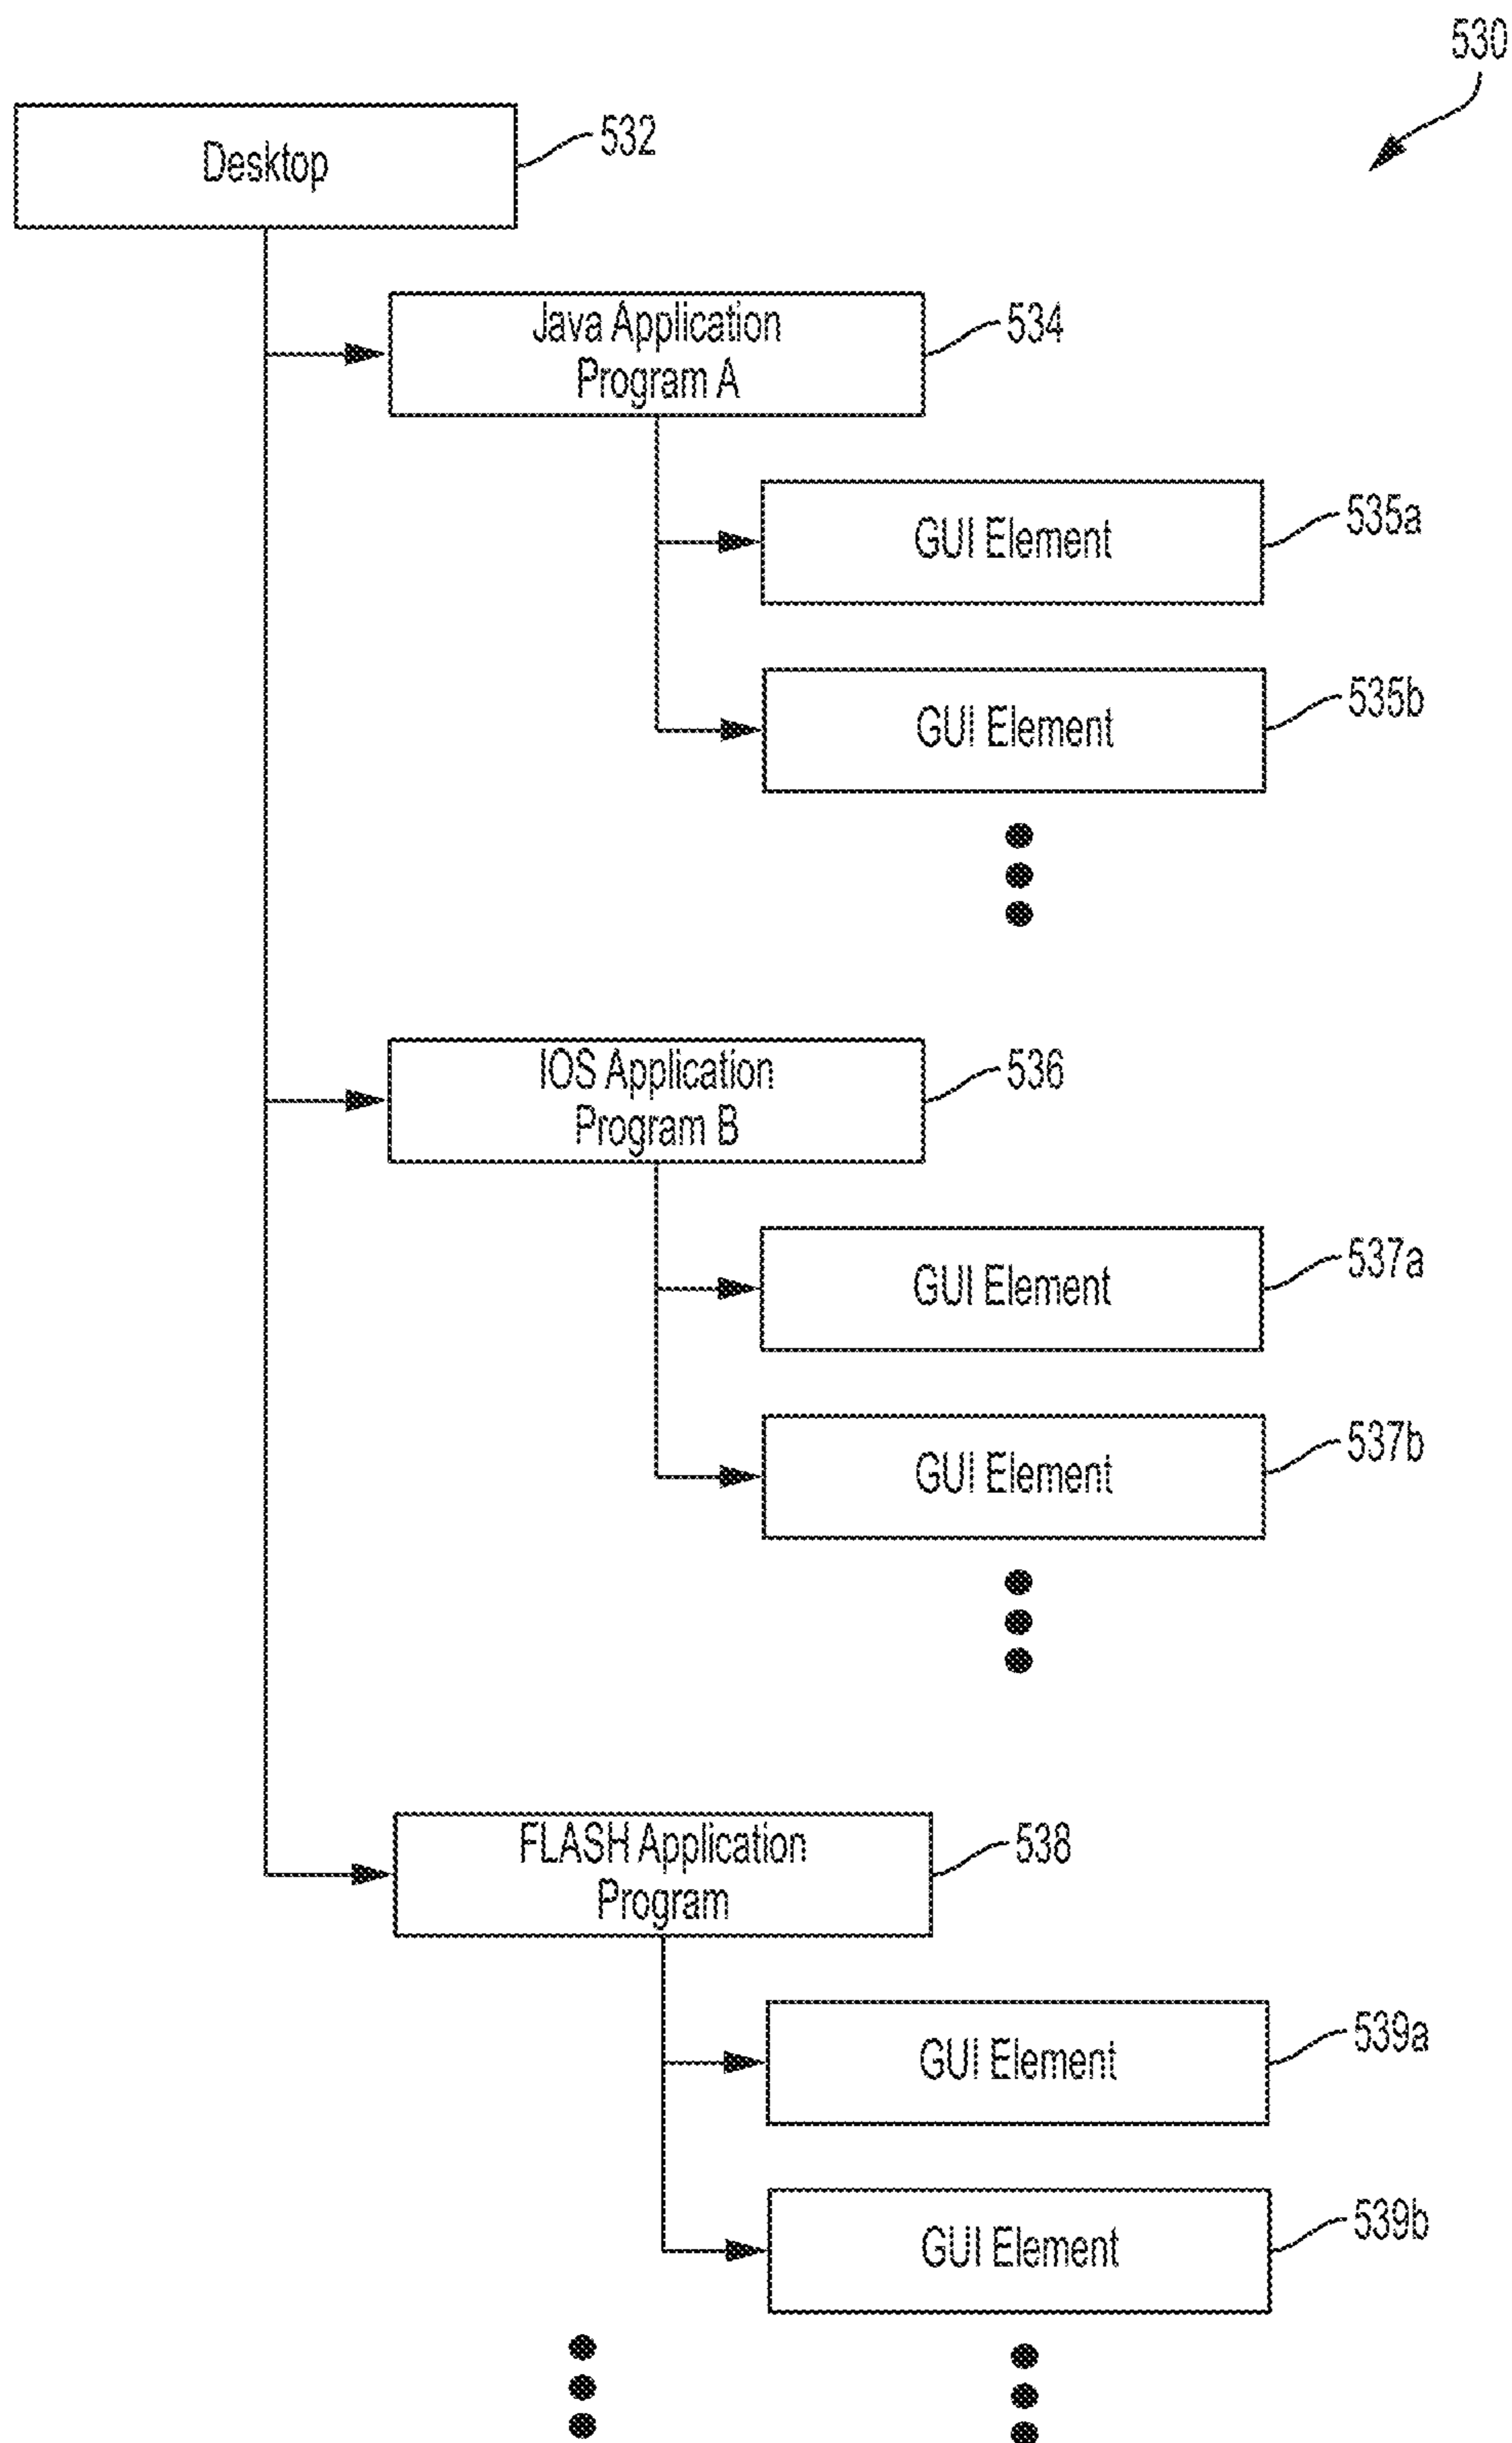 530
Desktop
532
Java Application
Program A
534
GUI Element
535a
GUI Element
535b
IOS Application
Program B
536
GUI Element
537a
GUI Element
537b
FLASH Application
Program
538
GUI Element
539a
GUI Element
539b